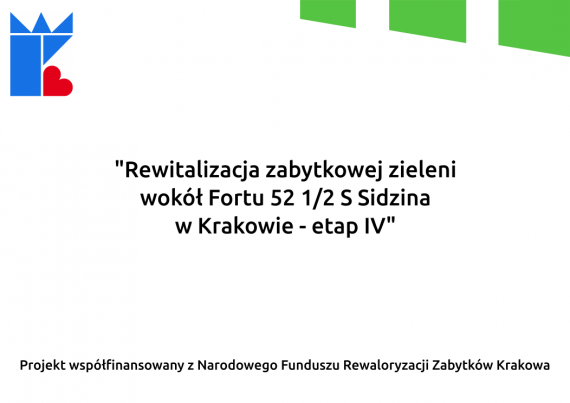 "Rewitalizacja zabytkowej zieleni
wokół Fortu 52 1/2 S Sidzina
w Krakowie - etap IV"
Projekt współfinansowany z Narodowego Funduszu Rewaloryzacji Zabytków Krakowa